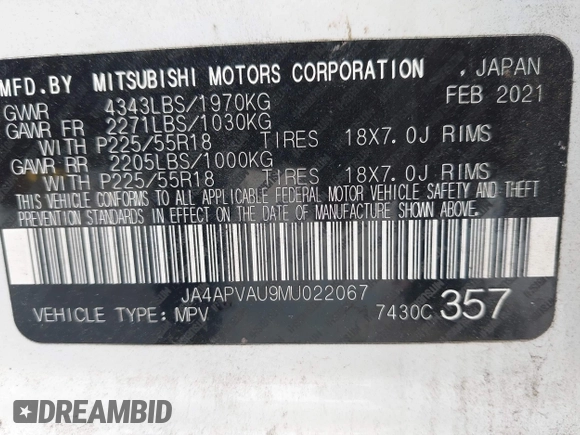 MFD.BY MITSUBISHI MOTORS CORPORATION . JAPAN
GVWR 4343LBS/1970KG FEB 2021
GAWR FR 2271LBS/1030KG
WITH P225/55R18 TIRES 18X7.0J RIMS
GAWR RR 2205LBS/1000KG
WITH P225/55R18 TIRES 18X7.0J RIMS
THIS VEHICLE CONFORMS TO ALL APPLICABLE FEDERAL MOTOR VEHICLE SAFETY AND THEFT
PREVENTION STANDARDS IN EFFECT ON THE DATE OF MANUFACTURE SHOWN ABOVE.
JA4APVAU9MU022067
VEHICLE TYPE: MPV 7430C 357
DREAMBID